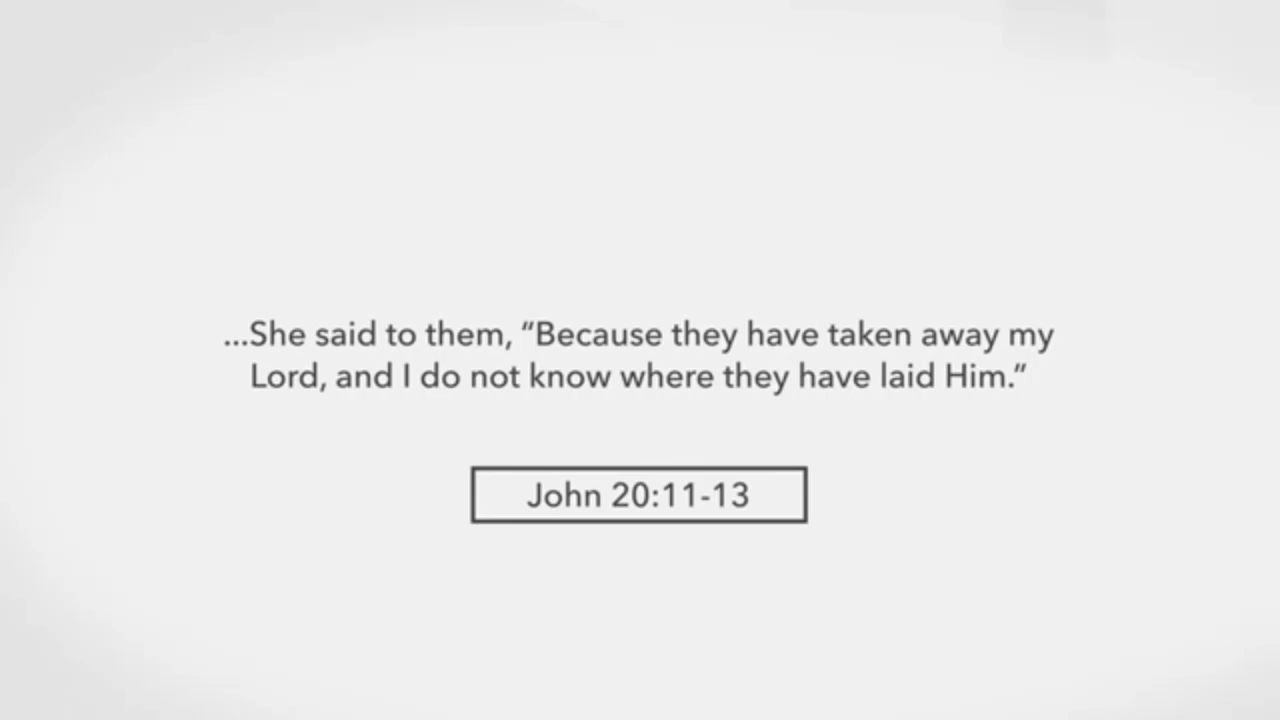 ...She said to them, “Because they have taken away my
Lord, and I do not know where they have laid Him.”
John 20:11-13